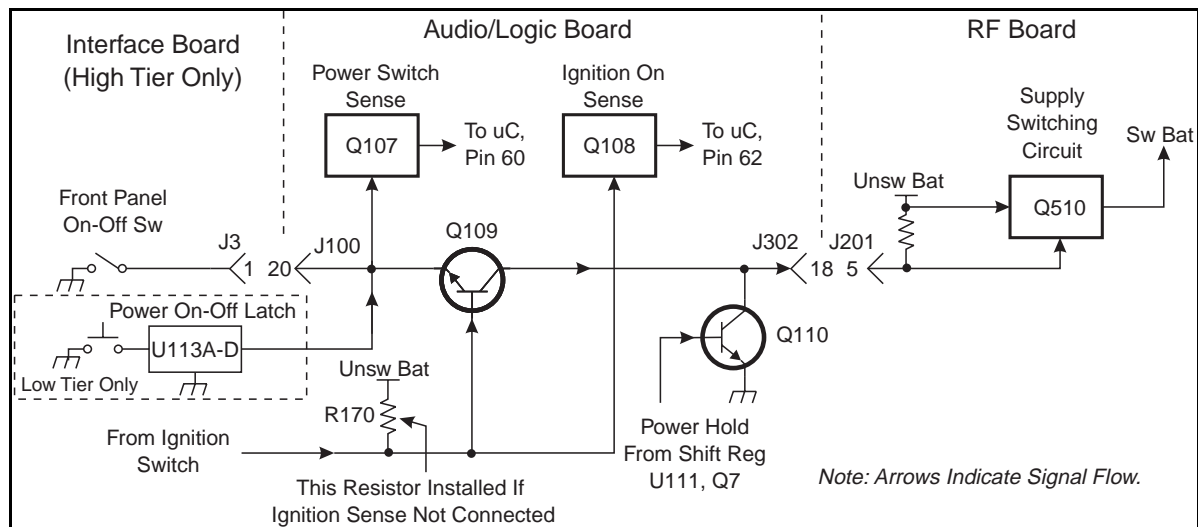 Interface Board
(High Tier Only)
Audio/Logic Board
RF Board
Power Switch
Sense
Q107
To uC,
Pin 60
Ignition On
Sense
Q108
To uC,
Pin 62
Supply
Switching
Circuit
Sw Bat
Unsw Bat
Q510
Front Panel
On-Off Sw
J3
1
20
J100
Q109
J302
18
J201
5
Power On-Off Latch
U113A-D
Low Tier Only
Q110
Unsw Bat
R170
From Ignition
Switch
This Resistor Installed If
Ignition Sense Not Connected
Power Hold
From Shift Reg
U111, Q7
Note: Arrows Indicate Signal Flow.